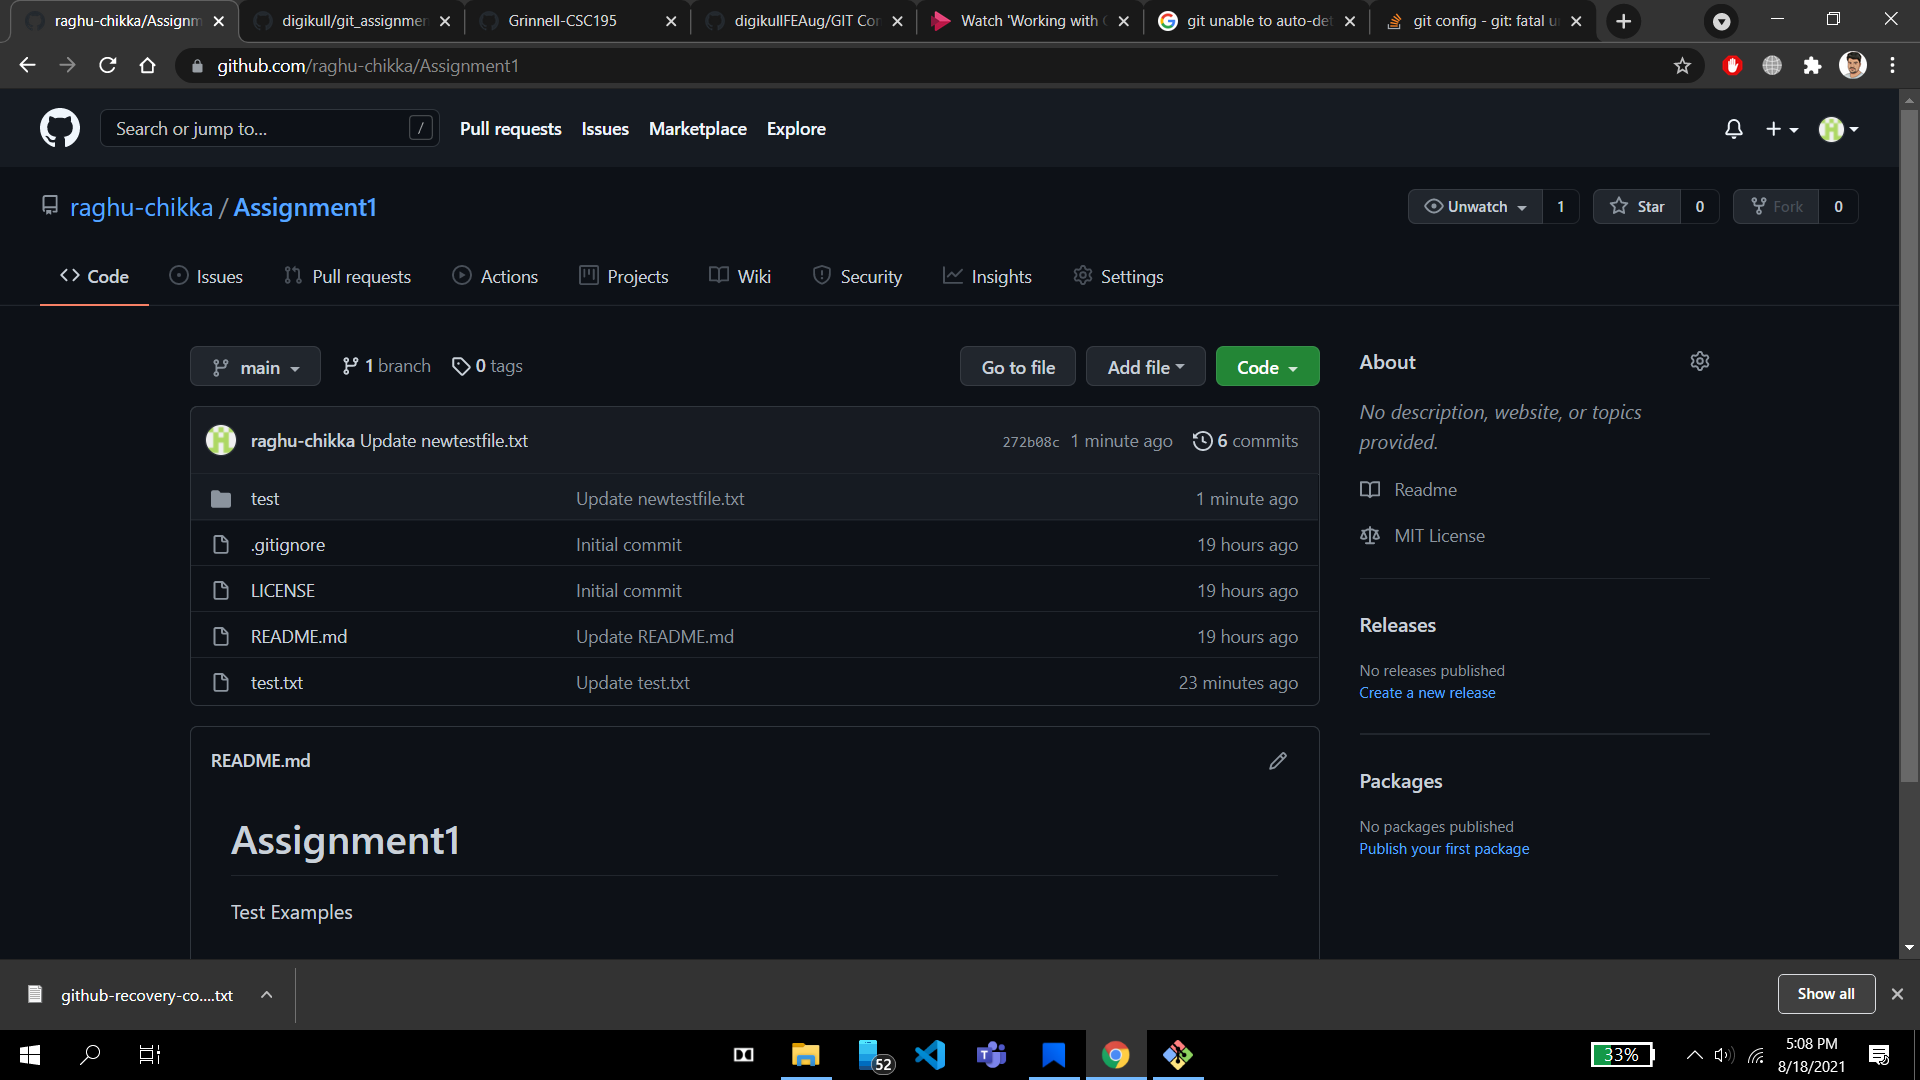 raghu-chikka/Assignm
digikull/git_assignmen
Grinnell-CSC195
digikullFEAug/GIT Con
Watch 'Working with
git unable to auto-det
git config - git: fatal u
github.com/raghu-chikka/Assignment1
Search or jump to... /
Pull requests Issues Marketplace Explore
raghu-chikka / Assignment1
Unwatch 1 Star 0 Fork 0
Code Issues Pull requests Actions Projects Wiki Security Insights Settings
main 1 branch 0 tags Go to file Add file Code
raghu-chikka Update newtestfile.txt 272b08c 1 minute ago 6 commits
test Update newtestfile.txt 1 minute ago
.gitignore Initial commit 19 hours ago
LICENSE Initial commit 19 hours ago
README.md Update README.md 19 hours ago
test.txt Update test.txt 23 minutes ago
README.md
Assignment1
Test Examples
About
No description, website, or topics
provided.
Readme
MIT License
Releases
No releases published
Create a new release
Packages
No packages published
Publish your first package
github-recovery-co....txt Show all
52
33%
5:08 PM
8/18/2021